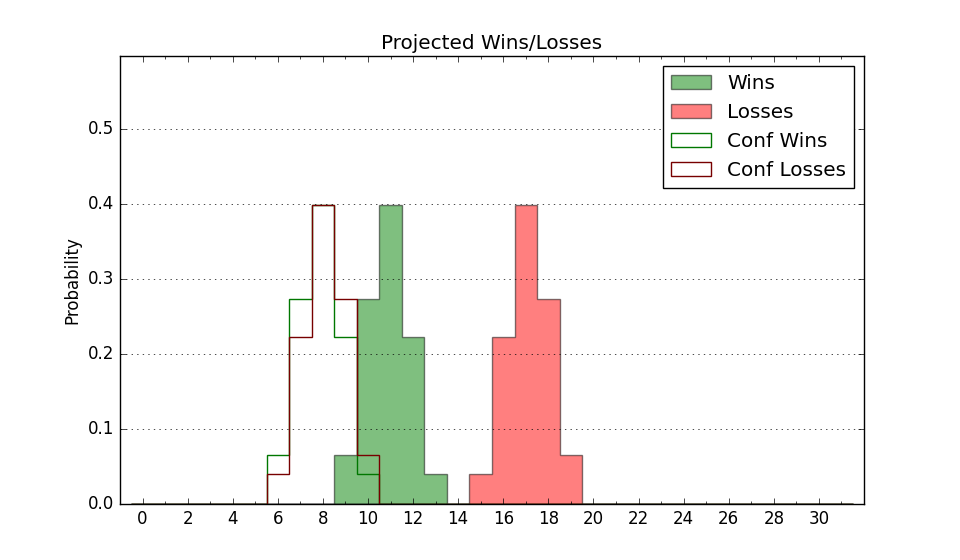 Projected Wins/Losses
Wins
Losses
Conf Wins
Conf Losses
Probability
0.5
0.4
0.3
0.2
0.1
0.0
0 2 4 6 8 10 12 14 16 18 20 22 24 26 28 30